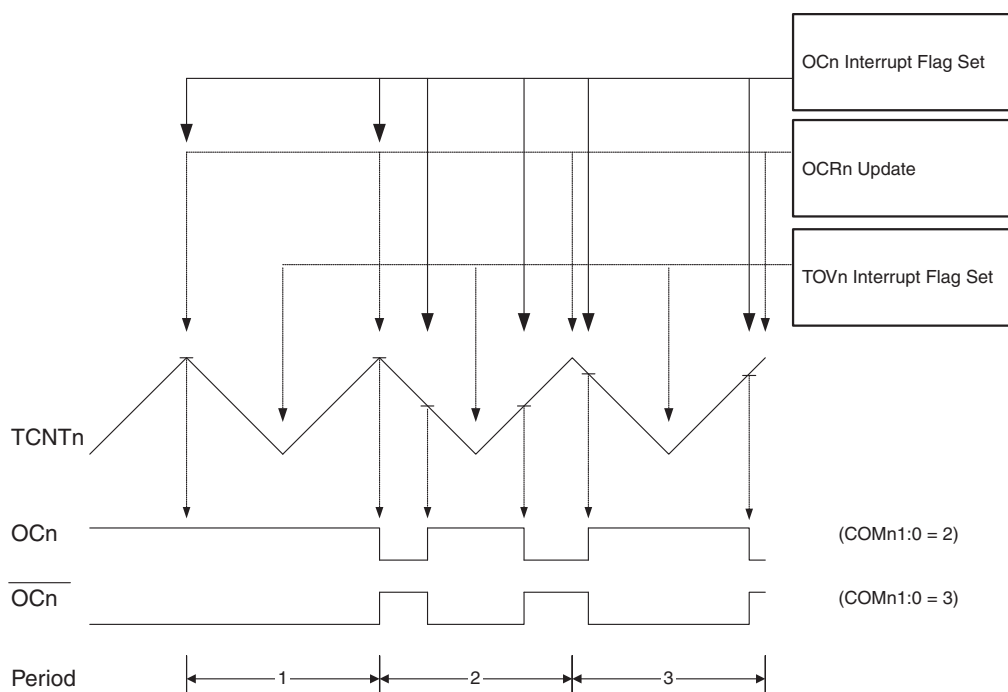 OCn Interrupt Flag Set
OCRn Update
TOVn Interrupt Flag Set
TCNTn
OCn (COMn1:0 = 2)
OCn (COMn1:0 = 3)
Period 1 2 3